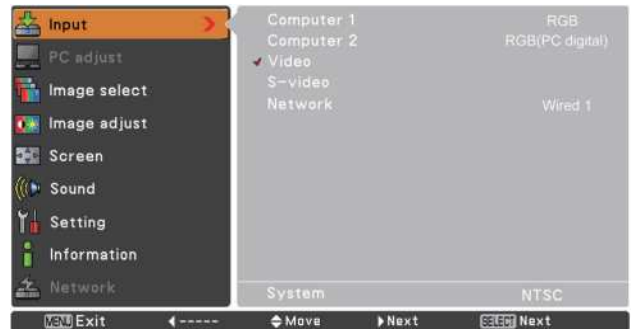 Input
PC adjust
Image select
Image adjust
Screen
Sound
Setting
Information
Network
Computer 1 RGB
Computer 2 RGB(PC digital)
Video
S-video
Network Wired 1
System NTSC
MENU Exit ◀----- Move ▶Next SELECT Next